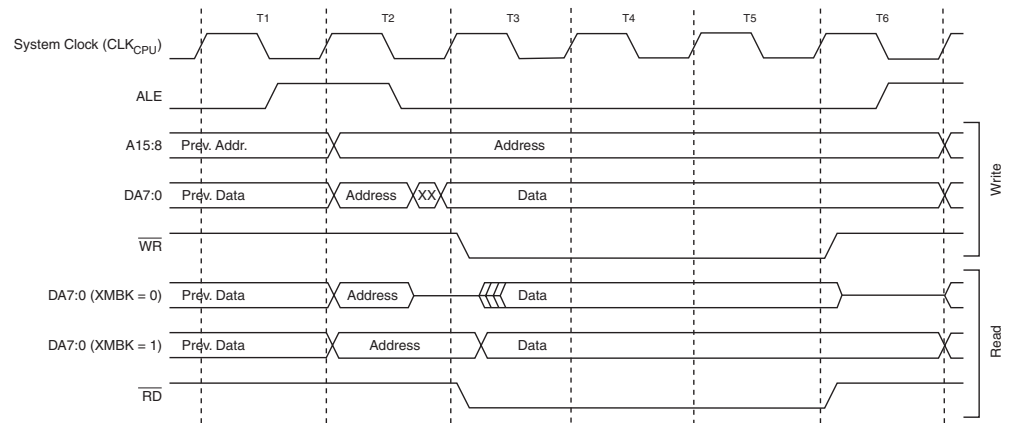 T1 T2 T3 T4 T5 T6
System Clock (CLKCPU)
ALE
A15:8 Prev. Addr. Address
DA7:0 Prev. Data Address XX Data
WR
Write
DA7:0 (XMBK = 0) Prev. Data Address Data
DA7:0 (XMBK = 1) Prev. Data Address Data
RD
Read